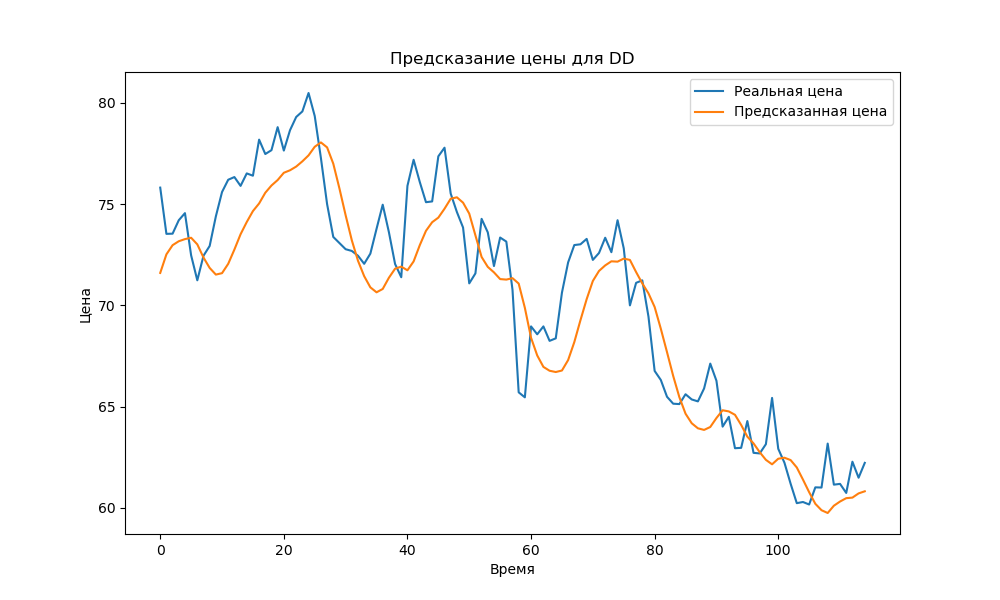 Предсказание цены для DD
Реальная цена
Предсказанная цена
Цена
80
75
70
65
60
0 20 40 60 80 100
Время